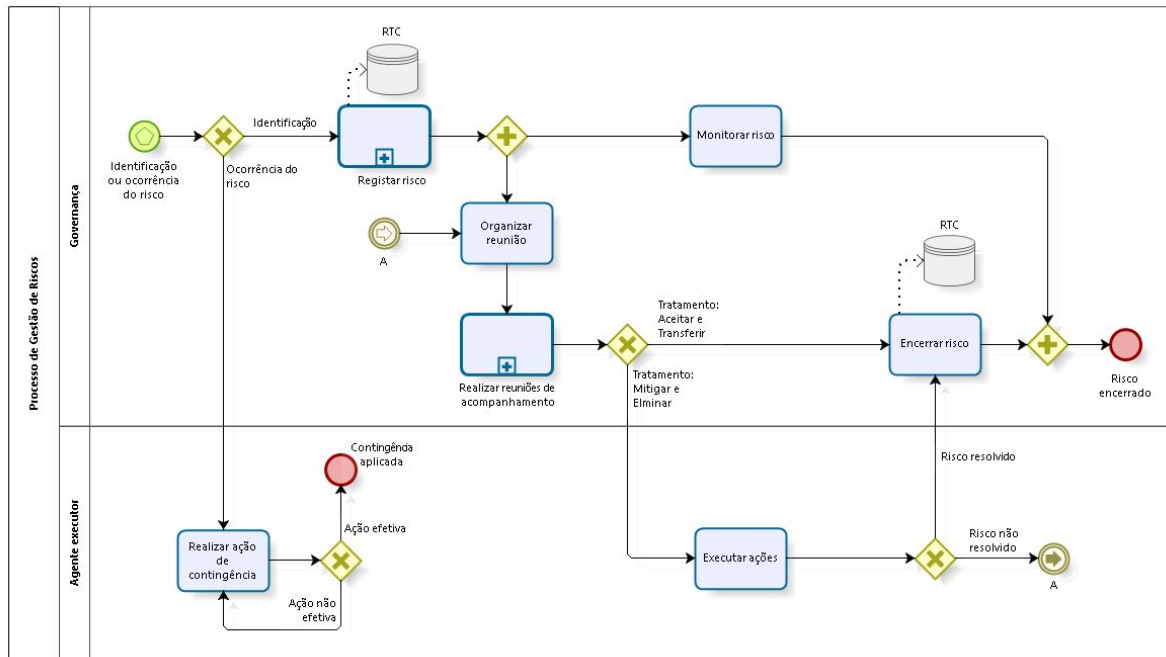 Processo de Gestão de Riscos
Governança
RTC
Identificação
Identificação
ou ocorrência
do risco
Ocorrência do
risco
Registar risco
Monitorar risco
A
Organizar
reunião
RTC
Tratamento:
Aceitar e
Transferir
Encerrar risco
Realizar reuniões de
acompanhamento
Tratamento:
Mitigar e
Elminar
Risco
encerrado
Agente executor
Contingência
aplicada
Risco resolvido
Ação efetiva
Realizar ação
de
contingência
Ação não
efetiva
Executar ações
Risco não
resolvido
A